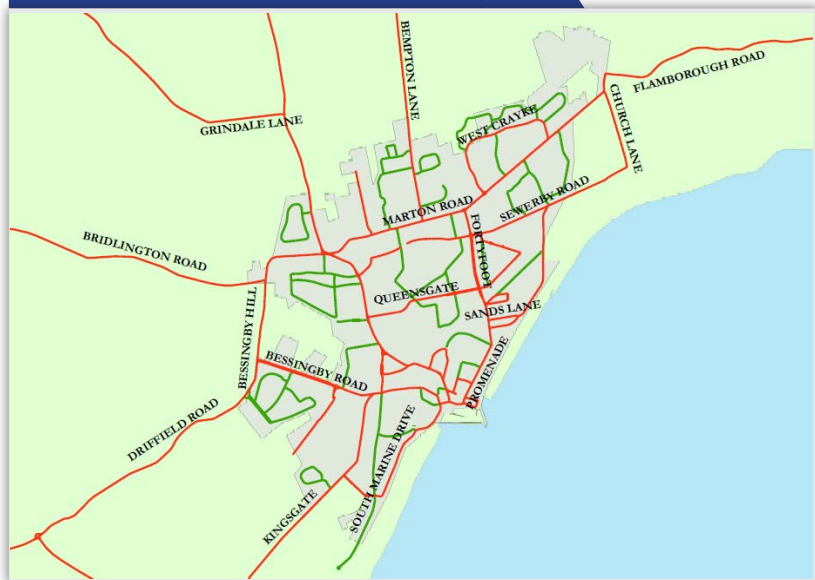 BEMPTON LANE
FLAMBOROUGH ROAD
GRINDALE LANE
WEST CRAYKE
CHURCH LANE
MARTON ROAD
SEWERBY ROAD
FORTYFOOT
BRIDLINGTON ROAD
QUEENSGATE
SANDS LANE
BESSINGBY HILL
BESSINGBY ROAD
PROMENADE
DRIFFIELD ROAD
SOUTH MARINE DRIVE
KINGSGATE